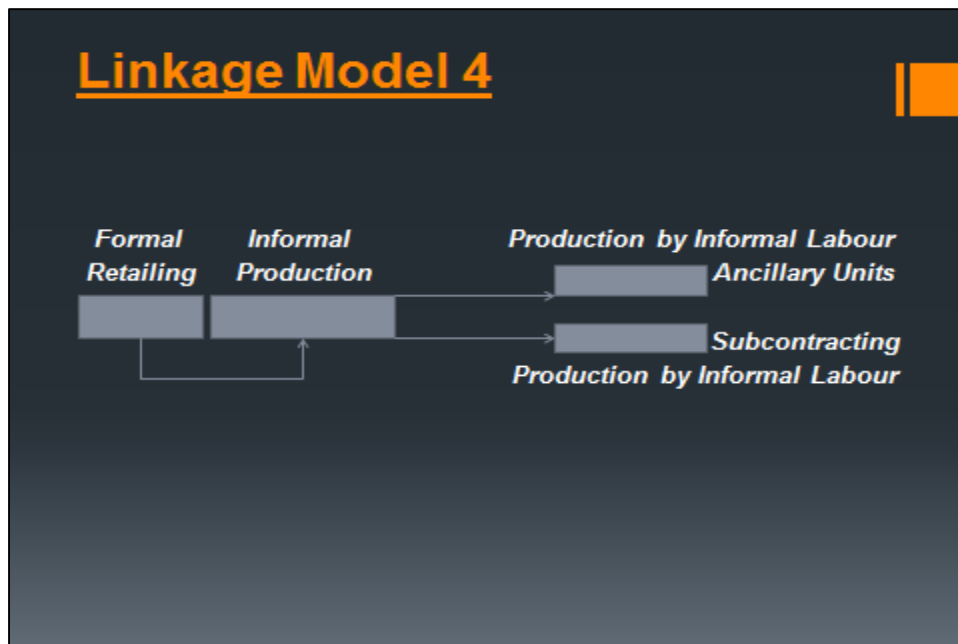 Linkage Model 4
Formal
Retailing
Informal
Production
Production by Informal Labour
Ancillary Units
Subcontracting
Production by Informal Labour